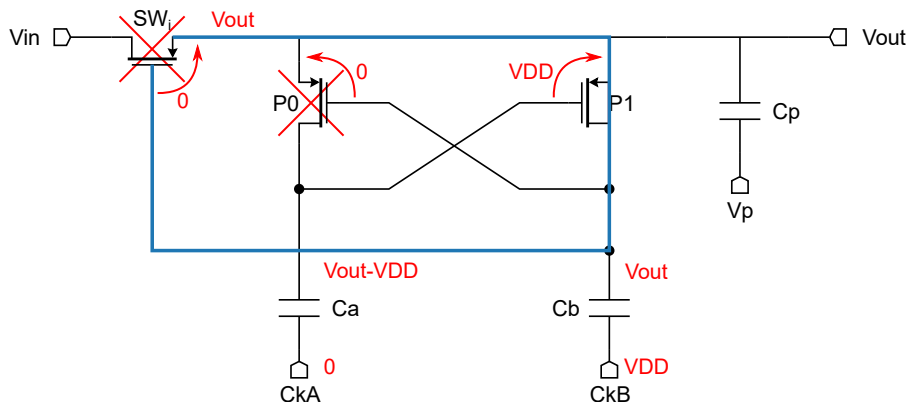 SWi
Vout
Vin
Vout
0
0
VDD
P0
P1
Cp
Vp
Vout-VDD
Vout
Ca
Cb
0
VDD
CkA
CkB